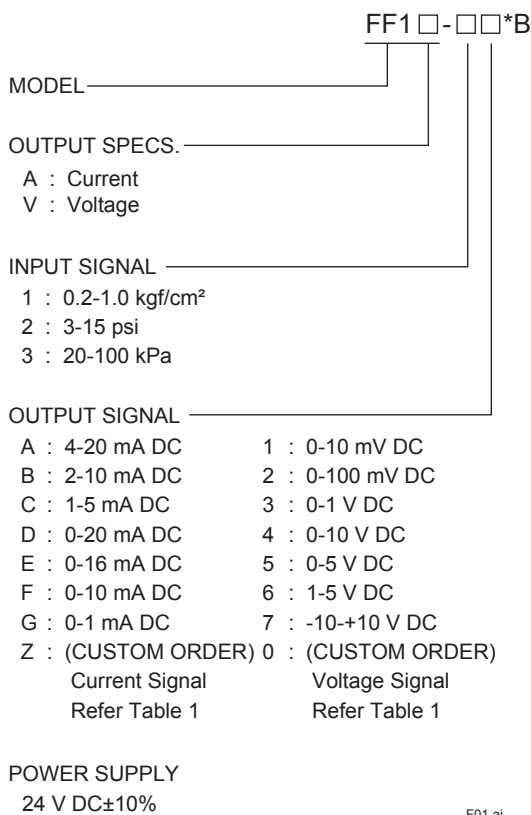 FF1□-□□*B
MODEL
OUTPUT SPECS.
A : Current
V : Voltage
INPUT SIGNAL
1 : 0.2-1.0 kgf/cm²
2 : 3-15 psi
3 : 20-100 kPa
OUTPUT SIGNAL
A : 4-20 mA DC 1 : 0-10 mV DC
B : 2-10 mA DC 2 : 0-100 mV DC
C : 1-5 mA DC 3 : 0-1 V DC
D : 0-20 mA DC 4 : 0-10 V DC
E : 0-16 mA DC 5 : 0-5 V DC
F : 0-10 mA DC 6 : 1-5 V DC
G : 0-1 mA DC 7 : -10-+10 V DC
Z : (CUSTOM ORDER) 0 : (CUSTOM ORDER)
Current Signal Voltage Signal
Refer Table 1 Refer Table 1
POWER SUPPLY
24 V DC±10%